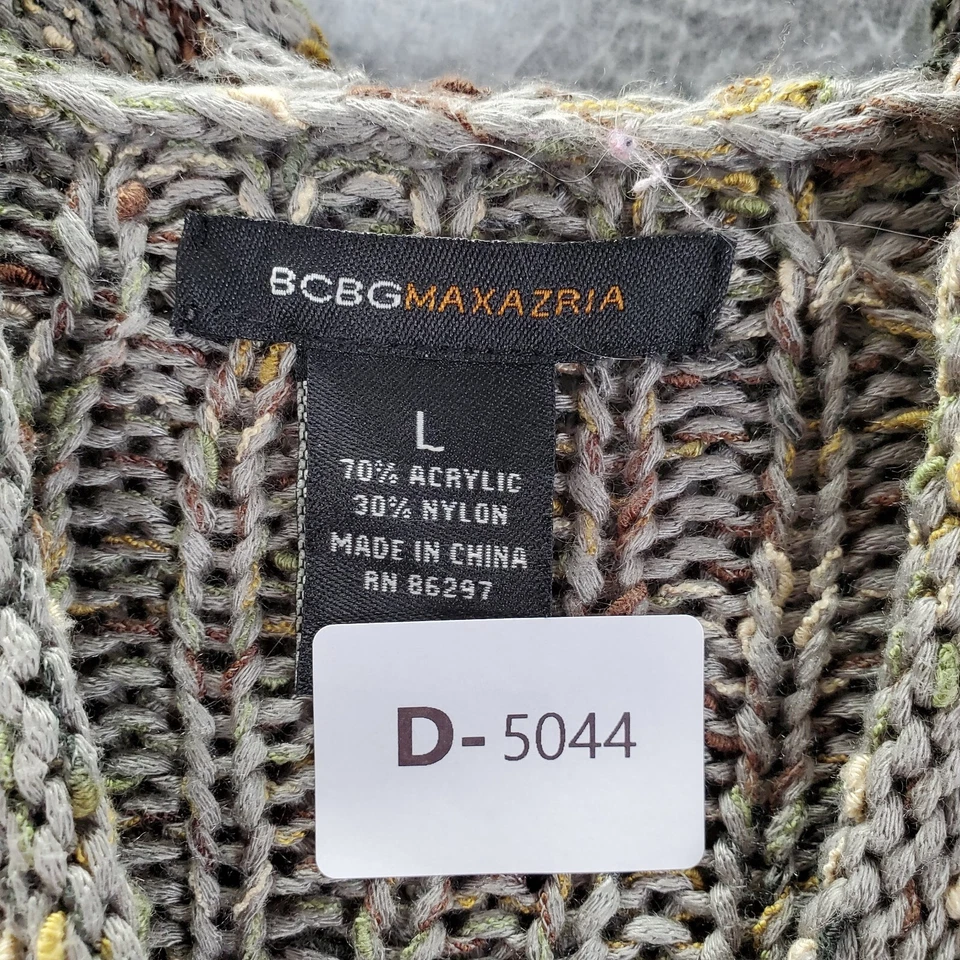 BCBGMAXAZRIA
L
70% ACRYLIC
30% NYLON
MADE IN CHINA
RN 86297
D-5044